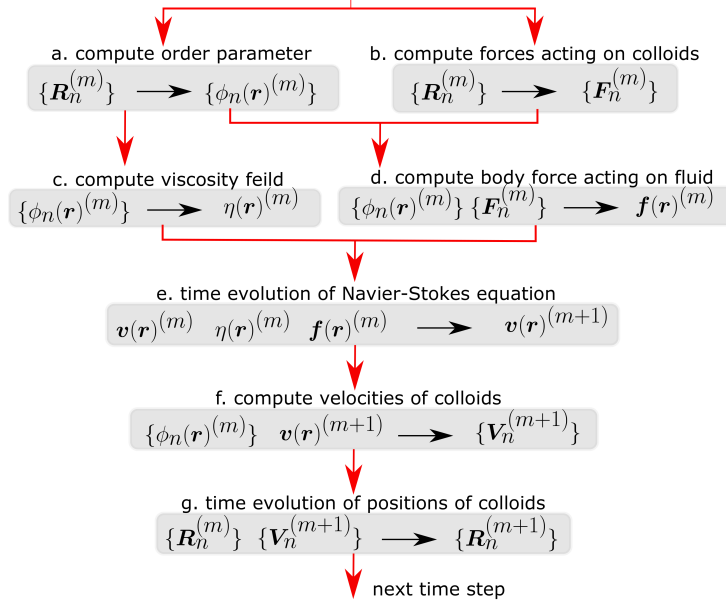 a. compute order parameter
{R_n^(m)} ⟶ {ϕ_n(r)^(m)}
b. compute forces acting on colloids
{R_n^(m)} ⟶ {F_n^(m)}
c. compute viscosity feild
{ϕ_n(r)^(m)} ⟶ η(r)^(m)
d. compute body force acting on fluid
{ϕ_n(r)^(m)} {F_n^(m)} ⟶ f(r)^(m)
e. time evolution of Navier-Stokes equation
v(r)^(m) η(r)^(m) f(r)^(m) ⟶ v(r)^(m+1)
f. compute velocities of colloids
{ϕ_n(r)^(m)} v(r)^(m+1) ⟶ {V_n^(m+1)}
g. time evolution of positions of colloids
{R_n^(m)} {V_n^(m+1)} ⟶ {R_n^(m+1)}
next time step